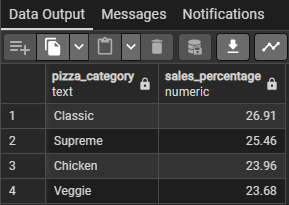 Data Output Messages Notifications
pizza_category sales_percentage
text numeric
1 Classic 26.91
2 Supreme 25.46
3 Chicken 23.96
4 Veggie 23.68